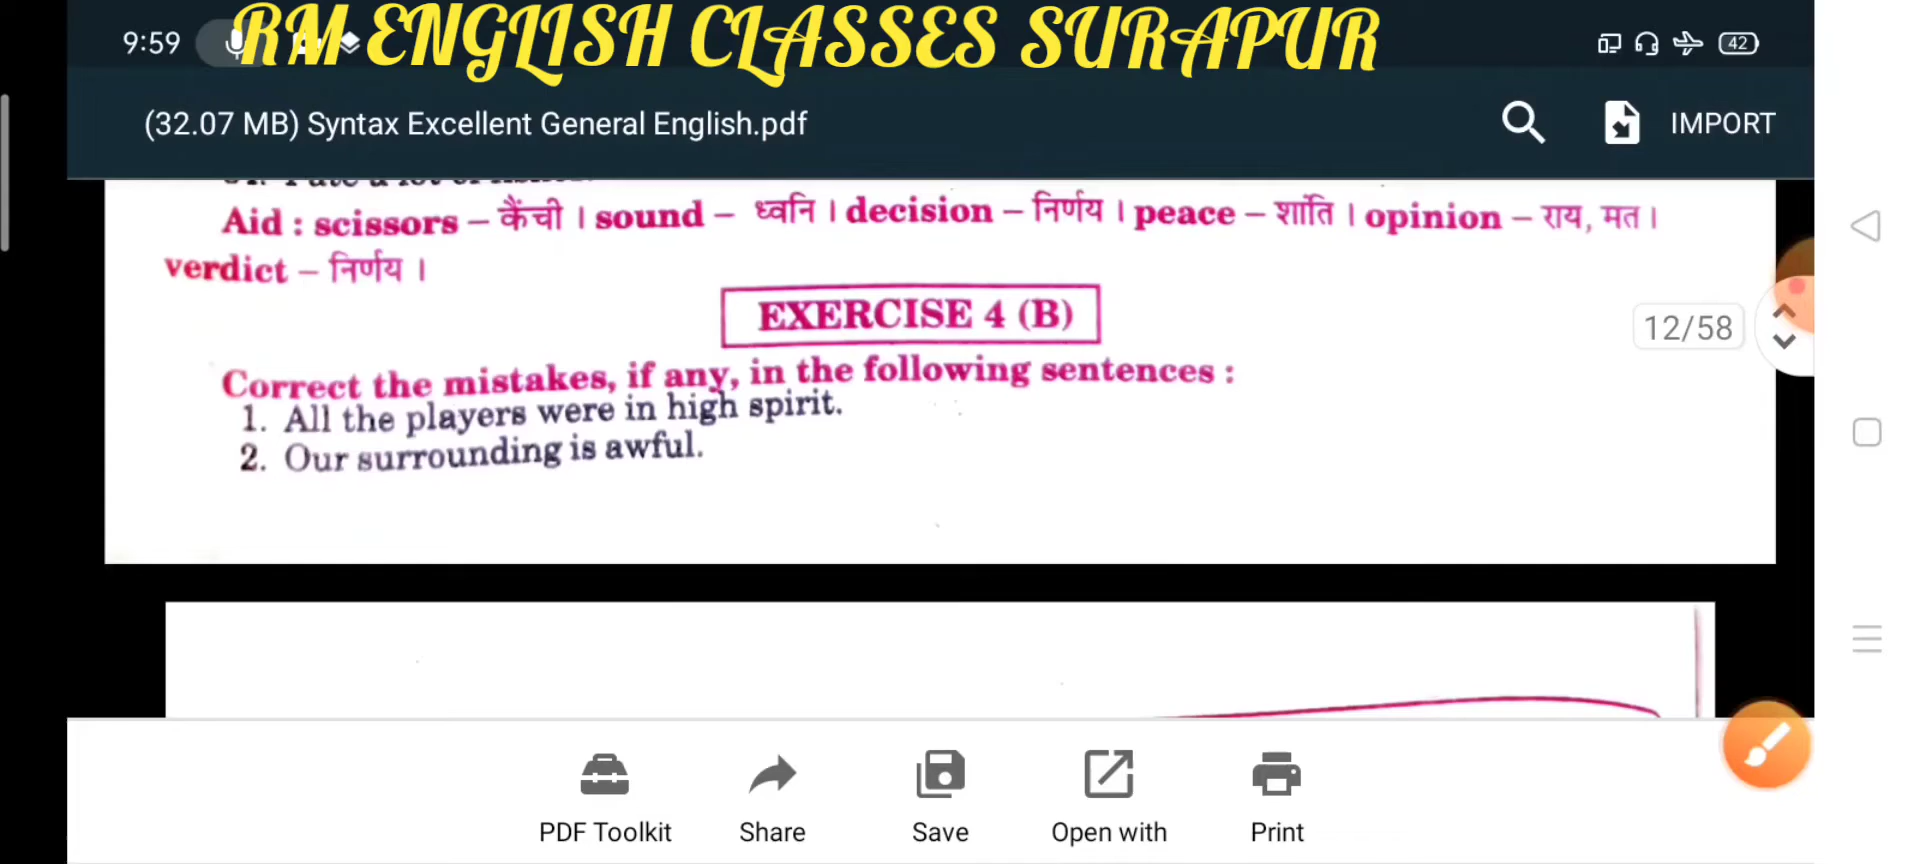 RM ENGLISH CLASSES SURAPUR
9:59
42
(32.07 MB) Syntax Excellent General English.pdf
IMPORT
Aid : scissors – कैंची । sound – ध्वनि । decision – निर्णय । peace – शांति । opinion – राय, मत ।
verdict – निर्णय ।
EXERCISE 4 (B)
12/58
Correct the mistakes, if any, in the following sentences :
1. All the players were in high spirit.
2. Our surrounding is awful.
PDF Toolkit
Share
Save
Open with
Print